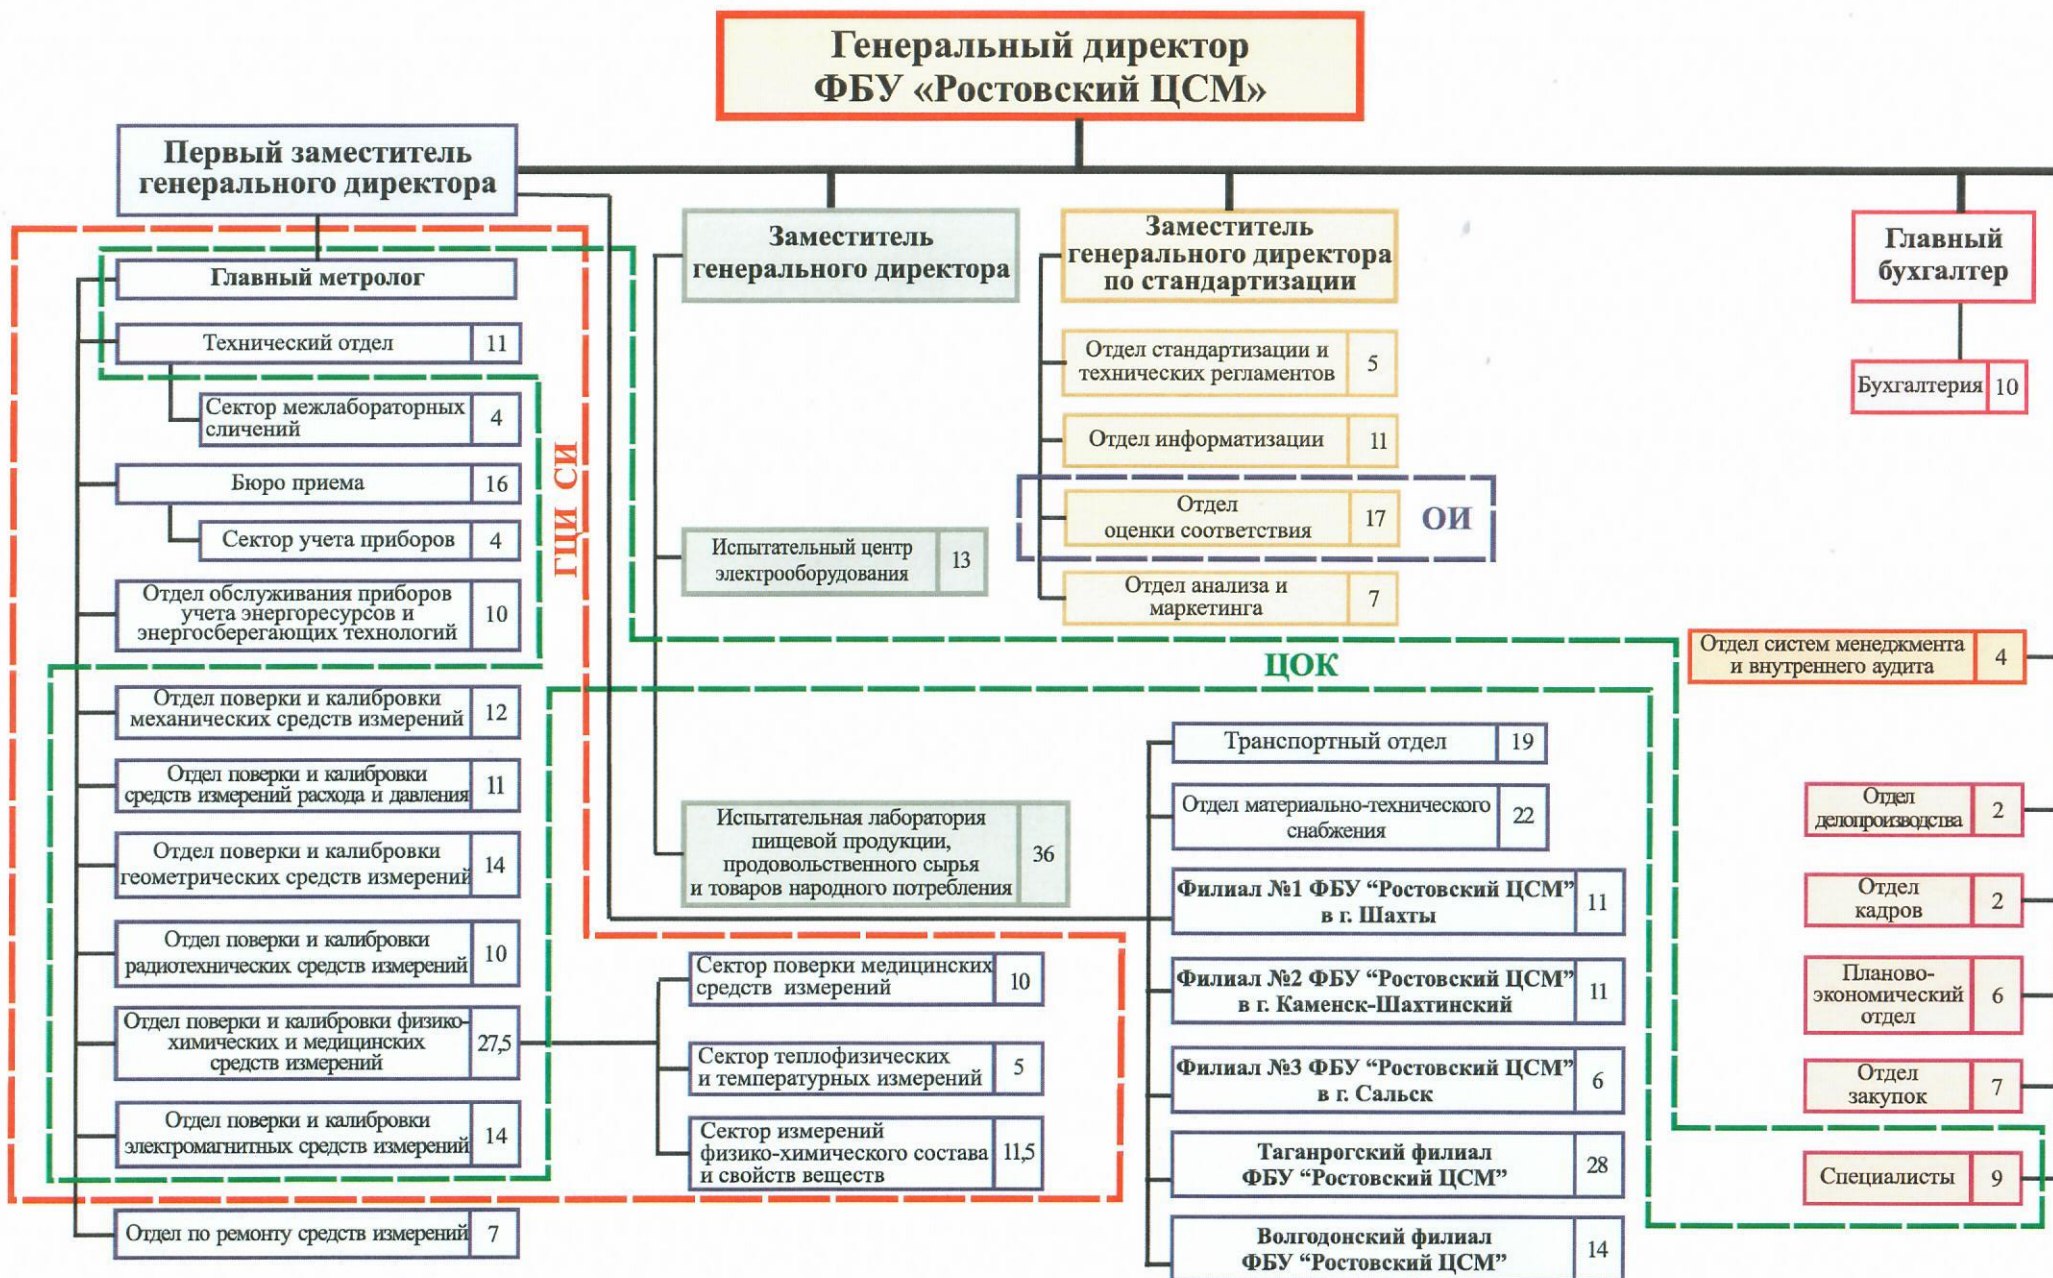 Генеральный директор
ФБУ «Ростовский ЦСМ»
Первый заместитель
генерального директора
Главный метролог
Технический отдел 11
Сектор межлабораторных
сличений
4
Бюро приема 16
Сектор учета приборов 4
Отдел обслуживания приборов
учета энергоресурсов и
энергосберегающих технологий
10
Отдел поверки и калибровки
механических средств измерений
12
Отдел поверки и калибровки
средств измерений расхода и давления
11
Отдел поверки и калибровки
геометрических средств измерений
14
Отдел поверки и калибровки
радиотехнических средств измерений
10
Отдел поверки и калибровки физико-
химических и медицинских
средств измерений
27,5
Отдел поверки и калибровки
электромагнитных средств измерений
14
Отдел по ремонту средств измерений 7
ГЦИ СИ
Сектор поверки медицинских
средств измерений
10
Сектор теплофизических
и температурных измерений
5
Сектор измерений
физико-химического состава
и свойств веществ
11,5
Заместитель
генерального директора
Испытательный центр
электрооборудования
13
Испытательная лаборатория
пищевой продукции,
продовольственного сырья
и товаров народного потребления
36
Заместитель
генерального директора
по стандартизации
Отдел стандартизации и
технических регламентов
5
Отдел информатизации 11
Отдел
оценки соответствия
17
ОИ
Отдел анализа и
маркетинга
7
ЦОК
Транспортный отдел 19
Отдел материально-технического
снабжения
22
Филиал №1 ФБУ “Ростовский ЦСМ”
в г. Шахты
11
Филиал №2 ФБУ “Ростовский ЦСМ”
в г. Каменск-Шахтинский
11
Филиал №3 ФБУ “Ростовский ЦСМ”
в г. Сальск
6
Таганрогский филиал
ФБУ “Ростовский ЦСМ”
28
Волгодонский филиал
ФБУ “Ростовский ЦСМ”
14
Главный
бухгалтер
Бухгалтерия 10
Отдел систем менеджмента
и внутреннего аудита
4
Отдел
делопроизводства
2
Отдел
кадров
2
Планово-
экономический
отдел
6
Отдел
закупок
7
Специалисты 9